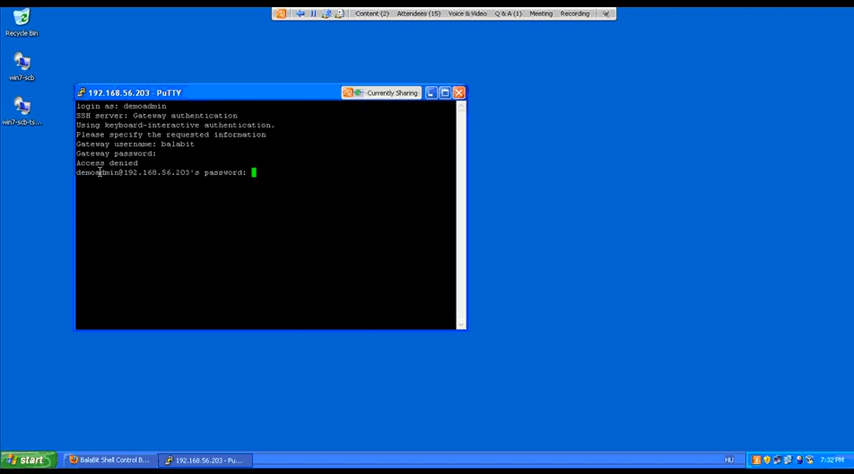 Content (2) Attendees (15) Voice & Video Q & A (1) Meeting Recording
Recycle Bin
win7-scb
win7-scb-ts...
192.168.56.203 - PuTTY
Currently Sharing
login as: demoadmin
SSH server: Gateway authentication
Using keyboard-interactive authentication.
Please specify the requested information
Gateway username: balabit
Gateway password:
Access denied
demoadmin@192.168.56.203's password:
start
BalaBit Shell Control B...
192.168.56.203 - Pu...
HU
7:32 PM